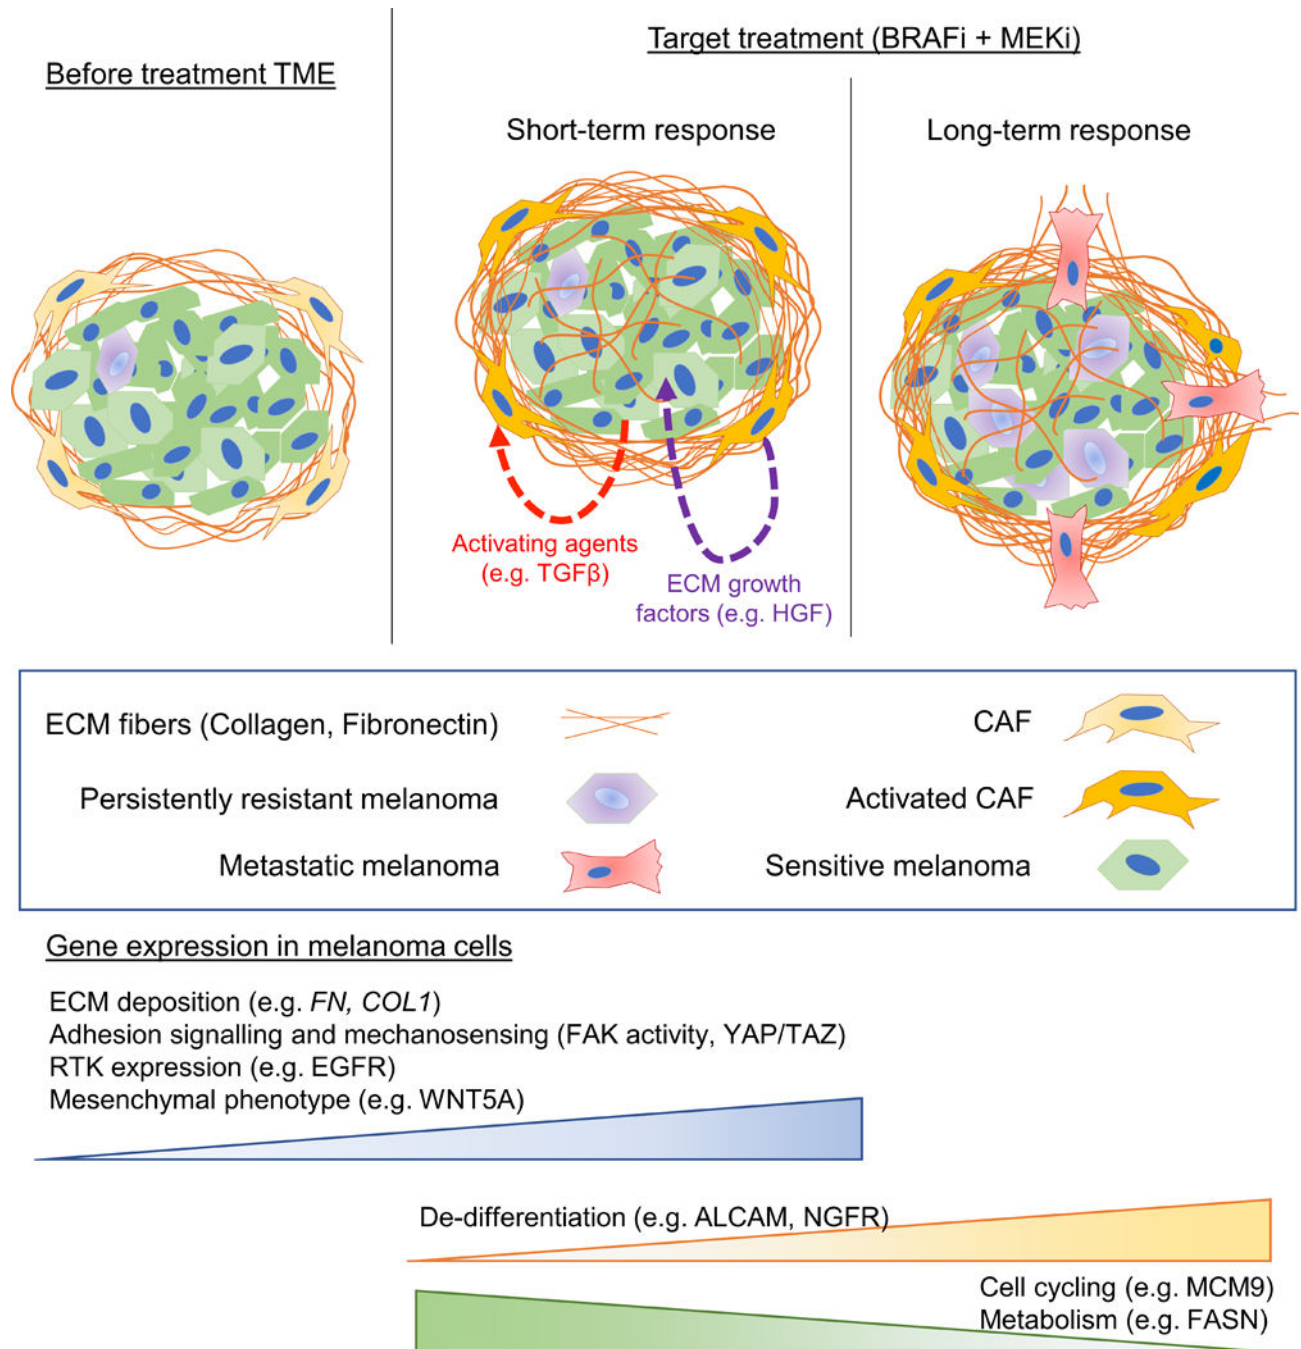 Before treatment TME
Target treatment (BRAFi + MEKi)
Short-term response
Long-term response
Activating agents
(e.g. TGFβ)
ECM growth
factors (e.g. HGF)
ECM fibers (Collagen, Fibronectin)
CAF
Persistently resistant melanoma
Activated CAF
Metastatic melanoma
Sensitive melanoma
Gene expression in melanoma cells
ECM deposition (e.g. FN, COL1)
Adhesion signalling and mechanosensing (FAK activity, YAP/TAZ)
RTK expression (e.g. EGFR)
Mesenchymal phenotype (e.g. WNT5A)
De-differentiation (e.g. ALCAM, NGFR)
Cell cycling (e.g. MCM9)
Metabolism (e.g. FASN)